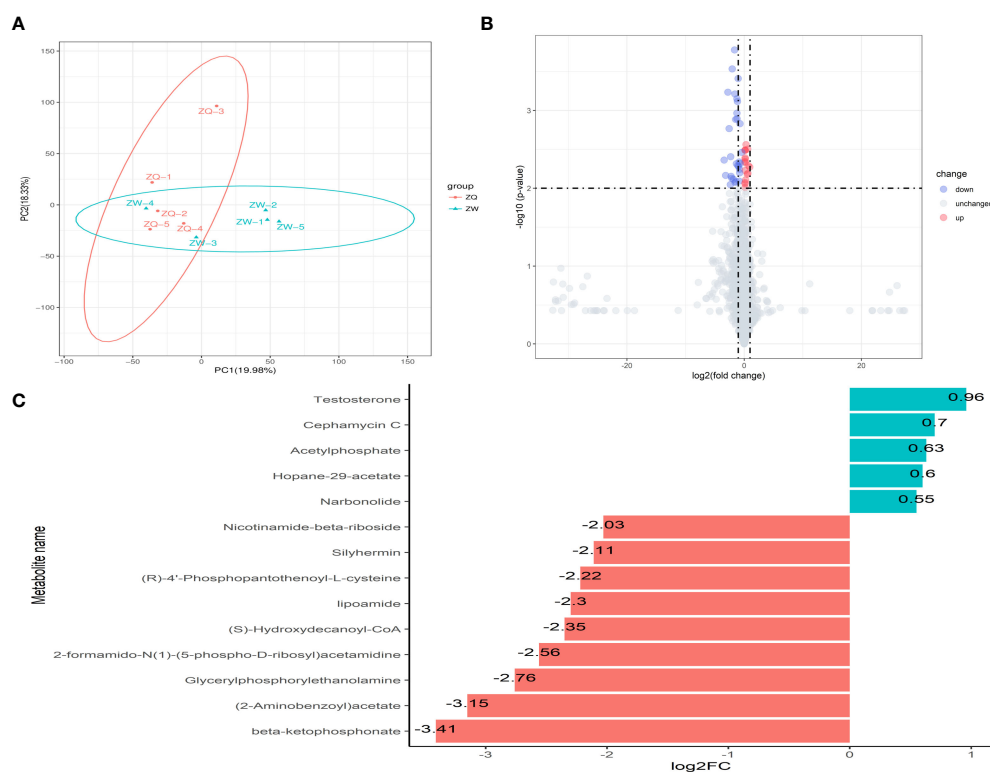 A
B
150
100
50
0
−50
−100
−100
−50
0
50
100
150
PC2(18.33%)
PC1(19.98%)
ZQ−3
ZQ−1
ZW−4
ZQ−2
ZQ−5
ZQ−4
ZW−3
ZW−2
ZW−1
ZW−5
group
ZQ
ZW
3
2
1
0
-log10 (p-value)
-20
0
20
log2(fold change)
change
down
unchanged
up
C
Metabolite name
Testosterone
0.96
Cephamycin C
0.7
Acetylphosphate
0.63
Hopane-29-acetate
0.6
Narbonolide
0.55
Nicotinamide-beta-riboside
-2.03
Silyhermin
-2.11
(R)-4'-Phosphopantothenoyl-L-cysteine
-2.22
lipoamide
-2.3
(S)-Hydroxydecanoyl-CoA
-2.35
2-formamido-N(1)-(5-phospho-D-ribosyl)acetamidine
-2.56
Glycerylphosphorylethanolamine
-2.76
(2-Aminobenzoyl)acetate
-3.15
beta-ketophosphonate
-3.41
-3
-2
-1
0
1
log2FC